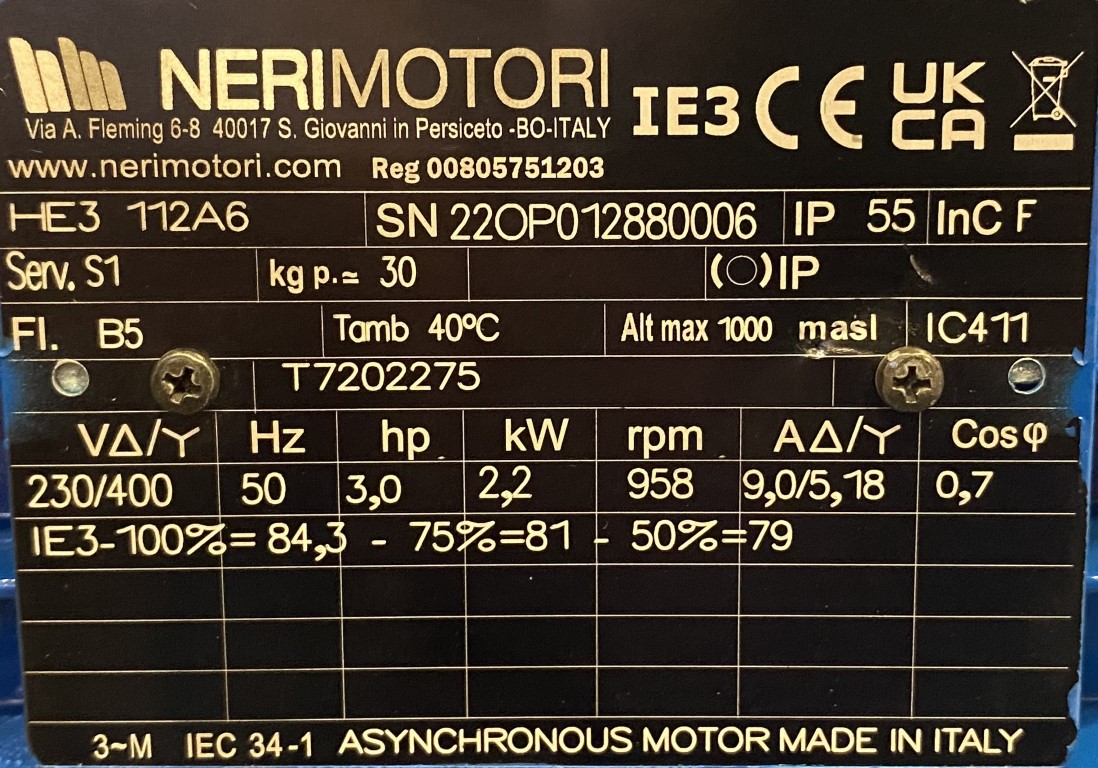 NERIMOTORI
IE3 CE UK CA
Via A. Fleming 6-8 40017 S. Giovanni in Persiceto -BO-ITALY
www.nerimotori.com Reg 00805751203
HE3 112A6 SN 22OP012880006 IP 55 InC F
Serv. S1 kg p.≃ 30 (○)IP
Fl. B5 Tamb 40°C Alt max 1000 masl IC411
T7202275
VΔ/Y Hz hp kW rpm AΔ/Y Cosφ
230/400 50 3,0 2,2 958 9,0/5,18 0,7
IE3-100%= 84,3 - 75%=81 - 50%=79
3~M IEC 34-1 ASYNCHRONOUS MOTOR MADE IN ITALY